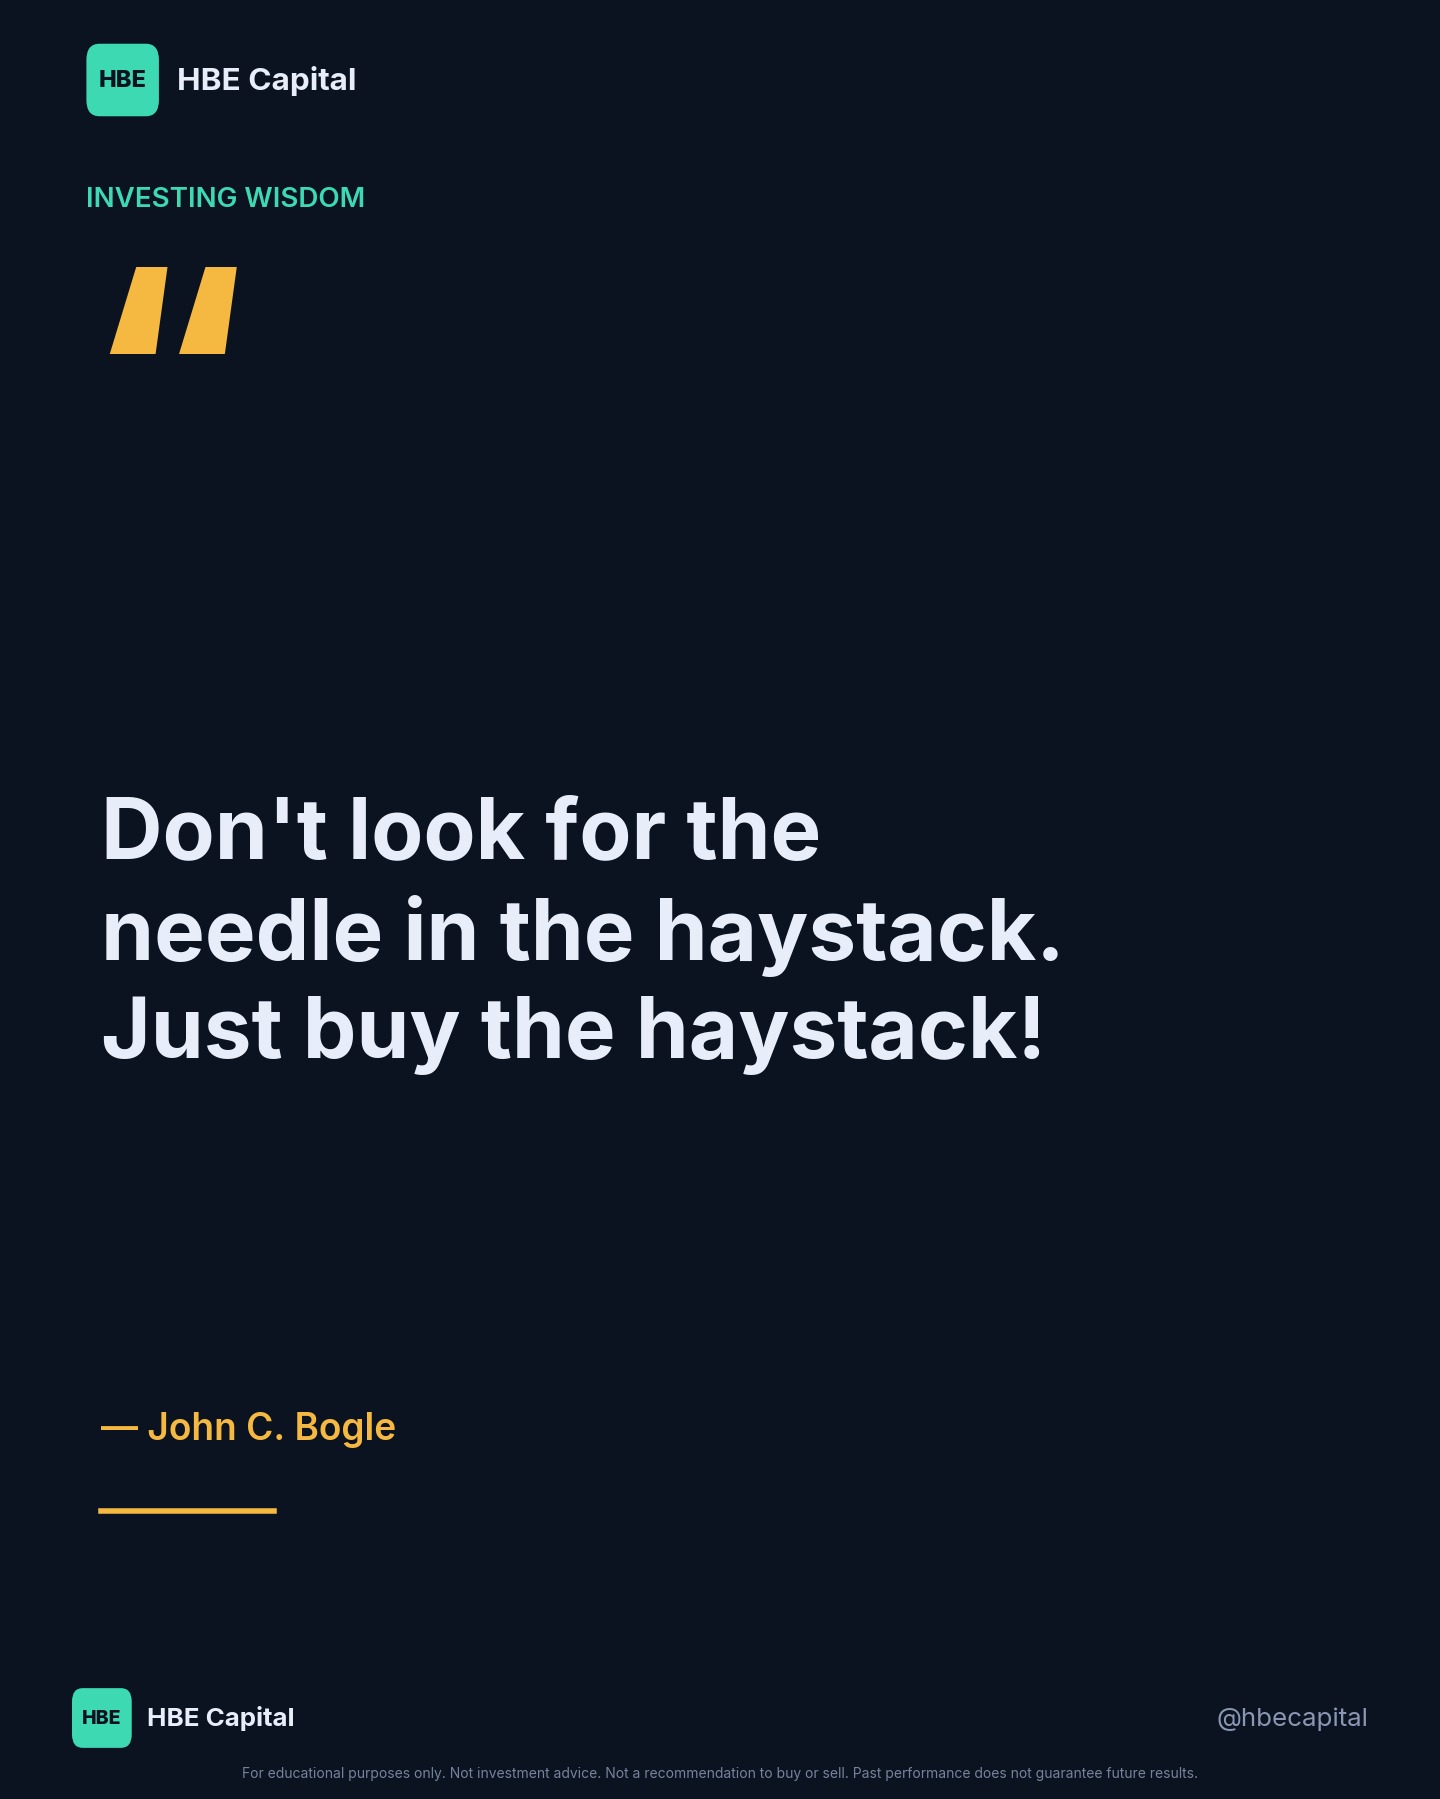 HBE HBE Capital
INVESTING WISDOM
"
Don't look for the
needle in the haystack.
Just buy the haystack!
— John C. Bogle
HBE HBE Capital
@hbecapital
For educational purposes only. Not investment advice. Not a recommendation to buy or sell. Past performance does not guarantee future results.